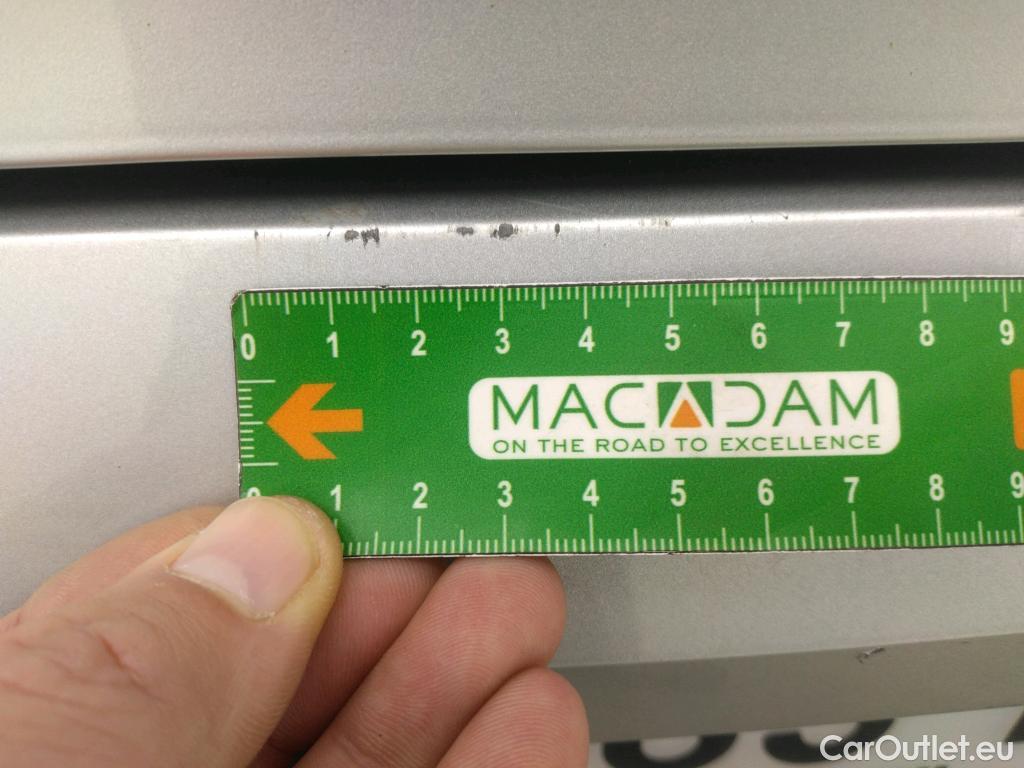 0 1 2 3 4 5 6 7 8 9
MACADAM
ON THE ROAD TO EXCELLENCE
0 1 2 3 4 5 6 7 8 9
CarOutlet.eu